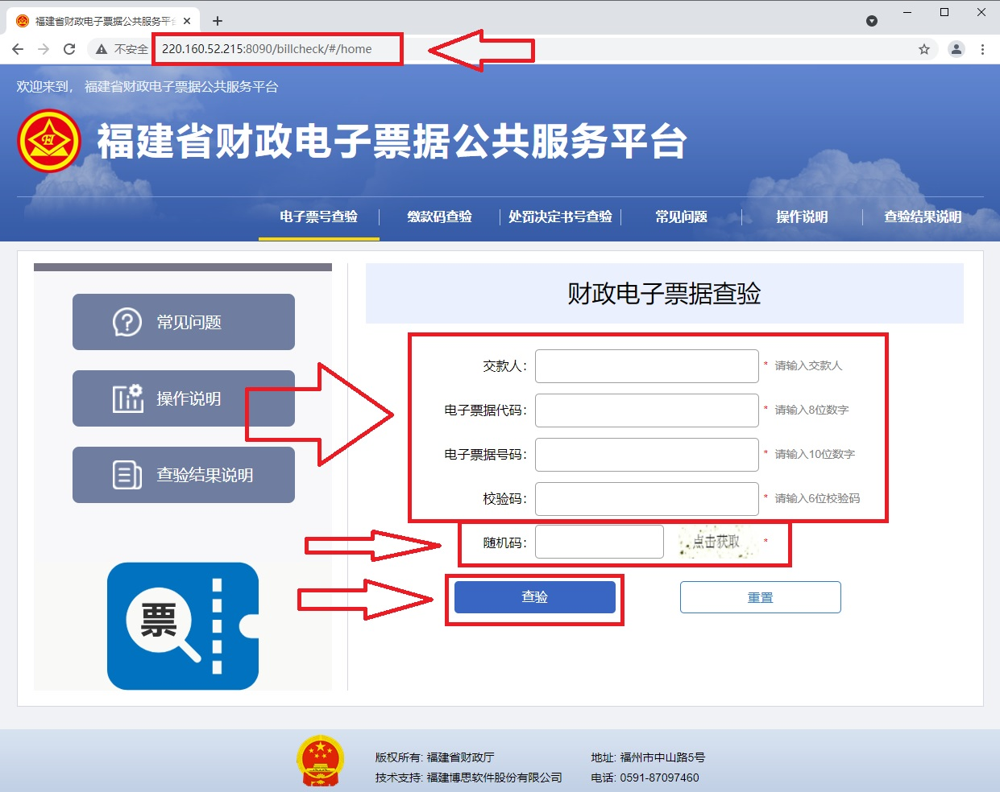 福建省财政电子票据公共服务平台
不安全
220.160.52.215:8090/billcheck/#/home
欢迎来到， 福建省财政电子票据公共服务平台
福建省财政电子票据公共服务平台
电子票号查验
缴款码查验
处罚决定书号查验
常见问题
操作说明
查验结果说明
常见问题
操作说明
查验结果说明
票
财政电子票据查验
交款人：
* 请输入交款人
电子票据代码：
* 请输入8位数字
电子票据号码：
* 请输入10位数字
校验码：
* 请输入6位校验码
随机码：
点击获取
*
查验
重置
版权所有: 福建省财政厅
地址: 福州市中山路5号
技术支持: 福建博思软件股份有限公司
电话: 0591-87097460